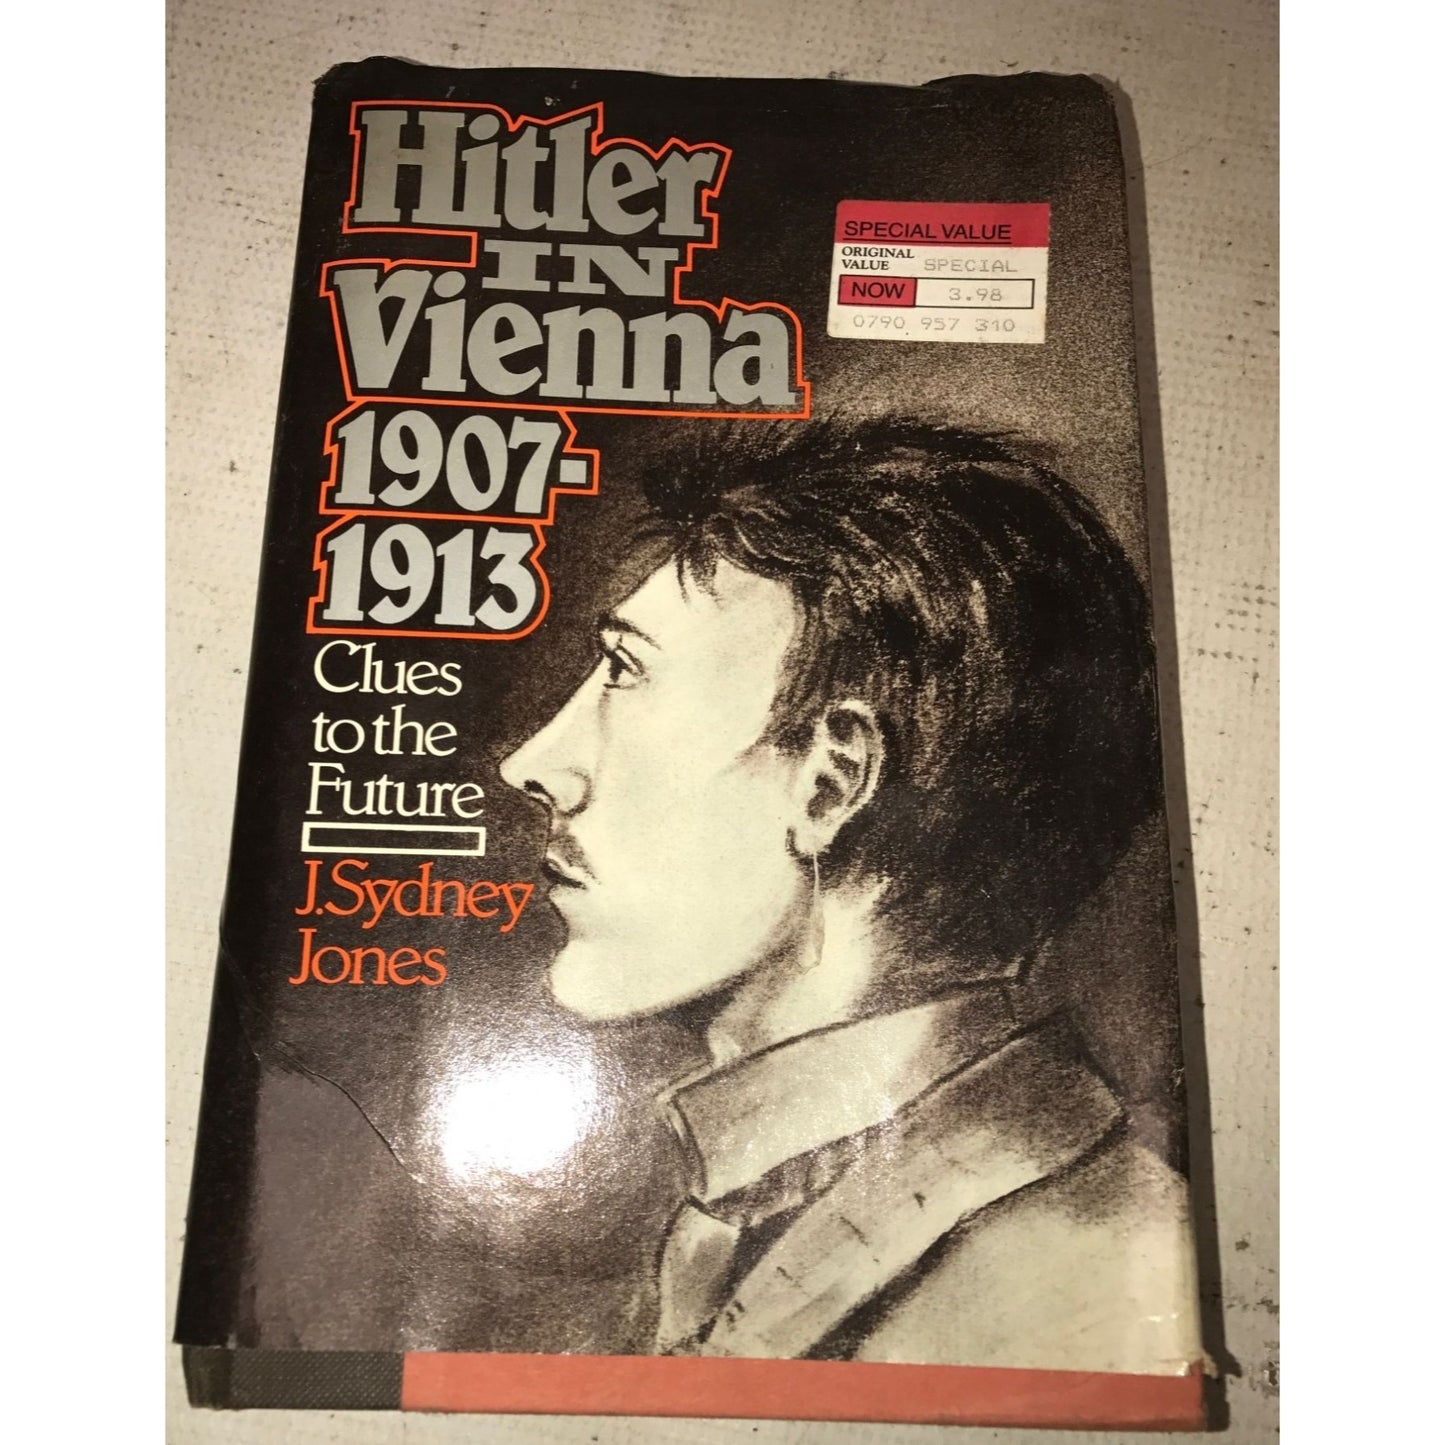 Hitler
IN
Vienna
1907-
1913
Clues
to the
Future
J. Sydney
Jones
SPECIAL VALUE
ORIGINAL
VALUE SPECIAL
NOW 3.98
0790 957 310